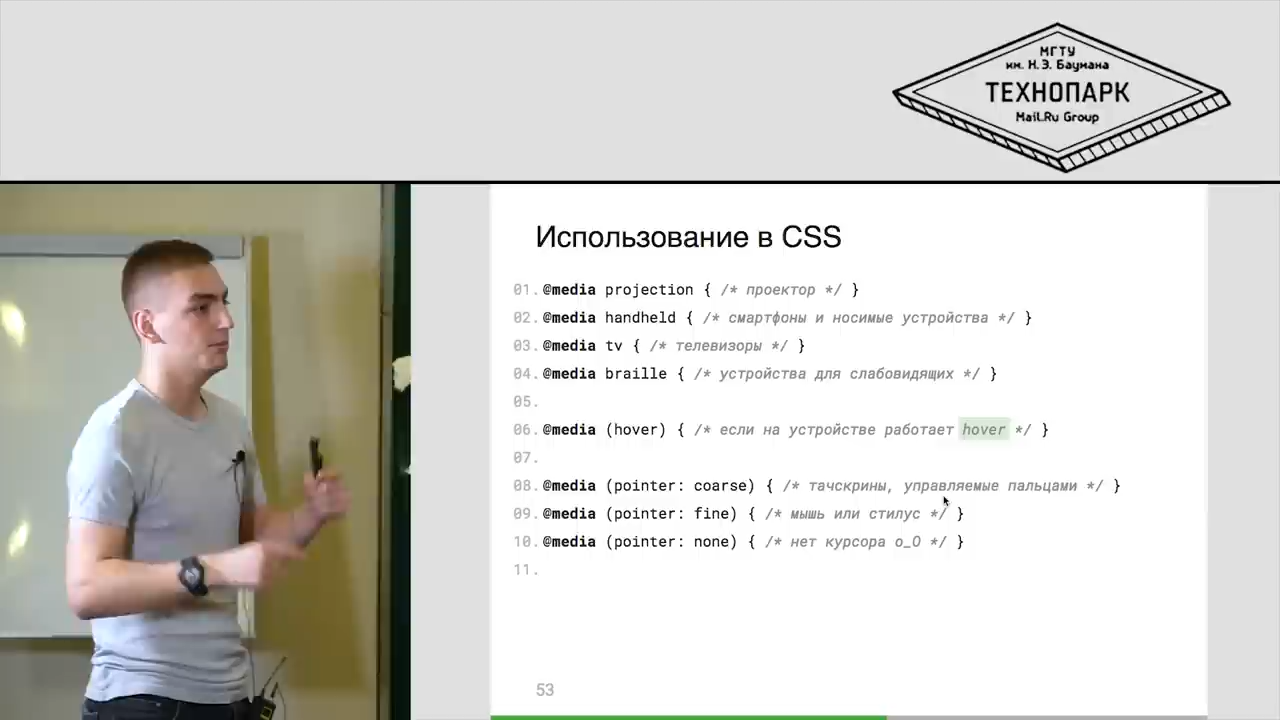 МГТУ
им. Н.Э. Баумана
ТЕХНОПАРК
Mail.Ru Group
Использование в CSS
01. @media projection { /* проектор */ }
02. @media handheld { /* смартфоны и носимые устройства */ }
03. @media tv { /* телевизоры */ }
04. @media braille { /* устройства для слабовидящих */ }
05.
06. @media (hover) { /* если на устройстве работает hover */ }
07.
08. @media (pointer: coarse) { /* тачскрины, управляемые пальцами */ }
09. @media (pointer: fine) { /* мышь или стилус */ }
10. @media (pointer: none) { /* нет курсора o_O */ }
11.
53